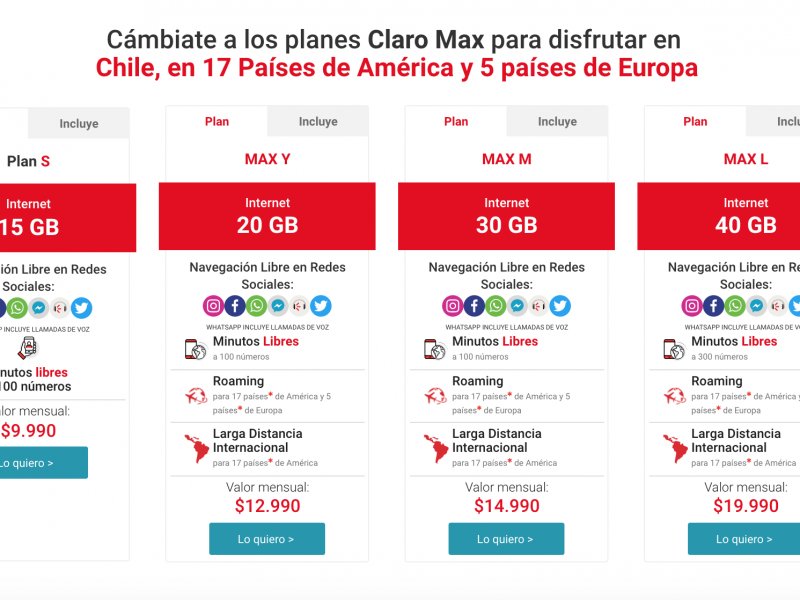 Cámbiate a los planes Claro Max para disfrutar en
Chile, en 17 Países de América y 5 países de Europa
Incluye
Plan S
Internet
15 GB
ión Libre en Redes
Sociales:
APP INCLUYE LLAMADAS DE VOZ
nutos libres
100 números
alor mensual:
$9.990
Lo quiero >
Plan
Incluye
MAX Y
Internet
20 GB
Navegación Libre en Redes
Sociales:
WHATSAPP INCLUYE LLAMADAS DE VOZ
Minutos Libres
a 100 números
Roaming
para 17 países* de América y 5
países* de Europa
Larga Distancia
Internacional
para 17 países* de América
Valor mensual:
$12.990
Lo quiero >
Plan
Incluye
MAX M
Internet
30 GB
Navegación Libre en Redes
Sociales:
WHATSAPP INCLUYE LLAMADAS DE VOZ
Minutos Libres
a 100 números
Roaming
para 17 países* de América y 5
países* de Europa
Larga Distancia
Internacional
para 17 países* de América
Valor mensual:
$14.990
Lo quiero >
Plan
Inclu
MAX L
Internet
40 GB
Navegación Libre en Redes
Sociales:
WHATSAPP INCLUYE LLAMADAS DE VOZ
Minutos Libres
a 300 números
Roaming
para 17 países* de América y
países* de Europa
Larga Distancia
Internacional
para 17 países* de América
Valor mensual:
$19.990
Lo quiero >